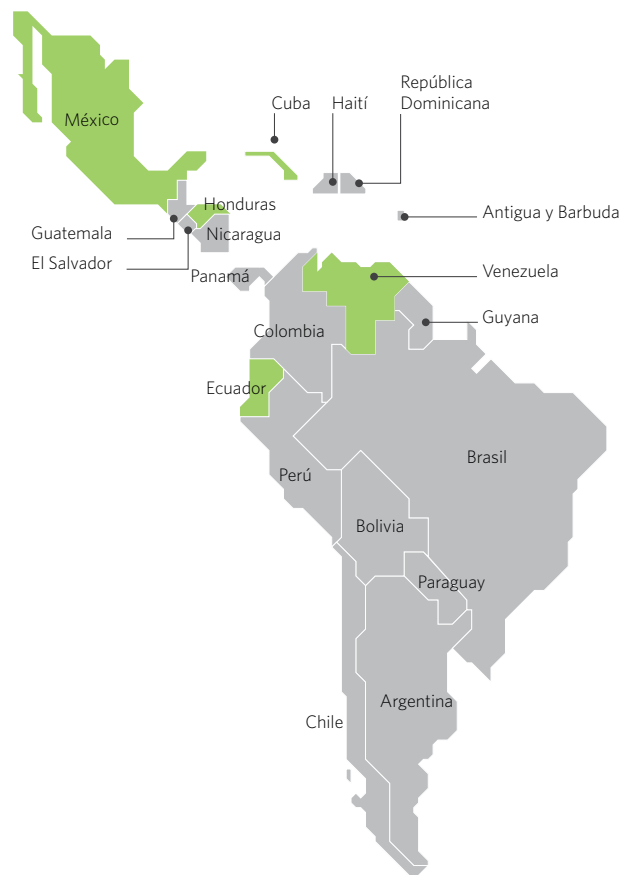 República
Dominicana
Cuba
Haití
México
Honduras
Antigua y Barbuda
Guatemala
Nicaragua
El Salvador
Venezuela
Panamá
Guyana
Colombia
Ecuador
Brasil
Perú
Bolivia
Paraguay
Argentina
Chile